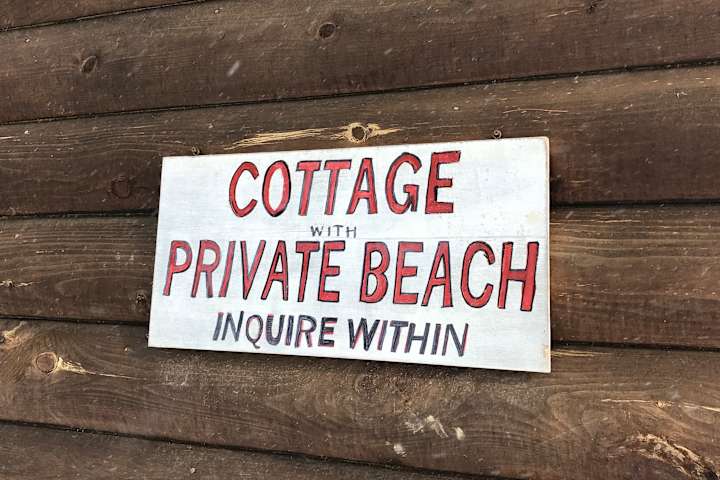 COTTAGE
WITH
PRIVATE BEACH
INQUIRE WITHIN